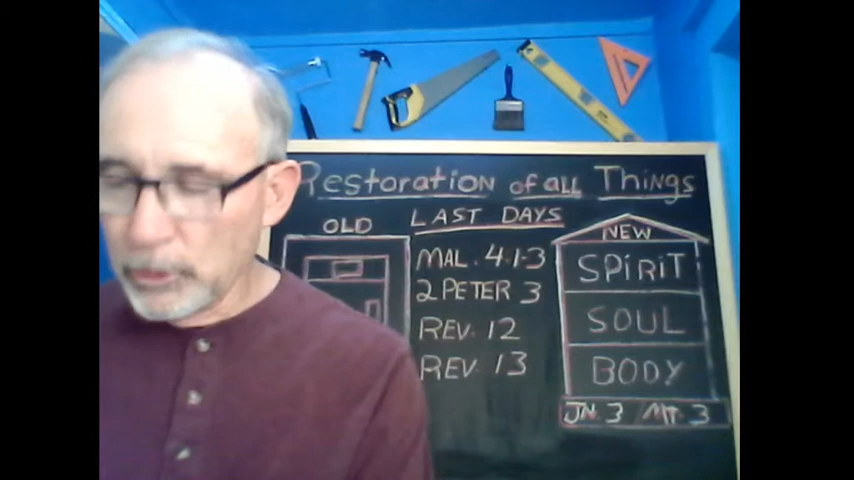 Restoration of all Things
LAST DAYS
OLD
MAL. 4:1-3
2 PETER 3
REV. 12
REV. 13
NEW
SPIRIT
SOUL
BODY
JN. 3 MT. 3